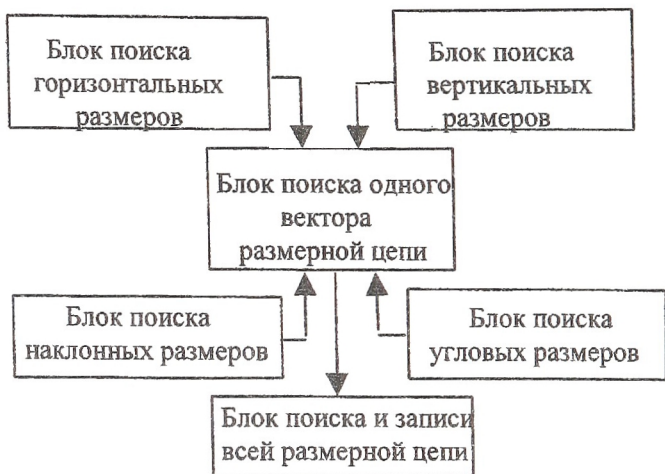 Блок поиска
горизонтальных
размеров
Блок поиска
вертикальных
размеров
Блок поиска одного
вектора
размерной цепи
Блок поиска
наклонных размеров
Блок поиска
угловых размеров
Блок поиска и записи
всей размерной цепи